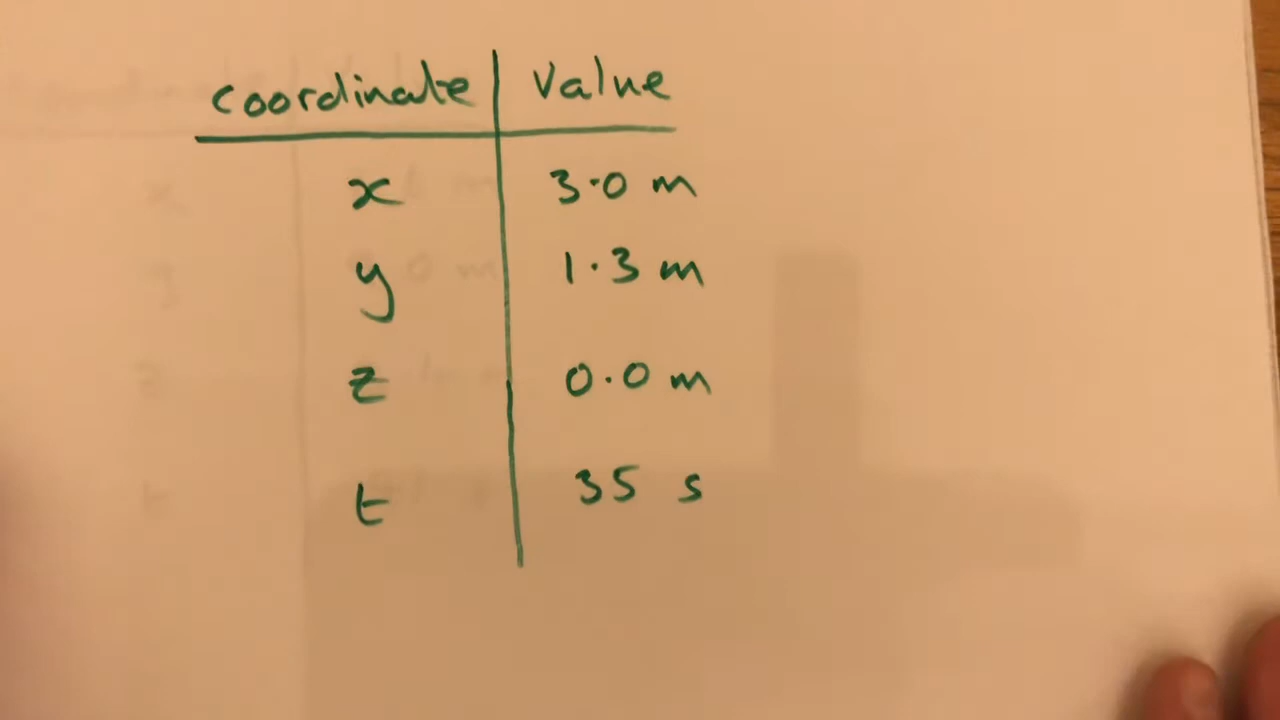 coordinate Value
x 3.0 m
y 1.3 m
z 0.0 m
t 35 s